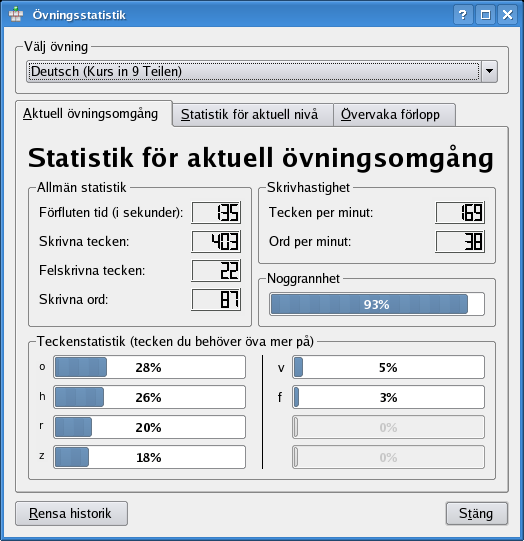 Övningsstatistik
Välj övning
Deutsch (Kurs in 9 Teilen)
Aktuell övningsomgång Statistik för aktuell nivå Övervaka förlopp
Statistik för aktuell övningsomgång
Allmän statistik
Förfluten tid (i sekunder): 135
Skrivna tecken: 403
Felskrivna tecken: 22
Skrivna ord: 87
Skrivhastighet
Tecken per minut: 169
Ord per minut: 38
Noggrannhet
93%
Teckenstatistik (tecken du behöver öva mer på)
o 28%
h 26%
r 20%
z 18%
v 5%
f 3%
0%
0%
Rensa historik Stäng